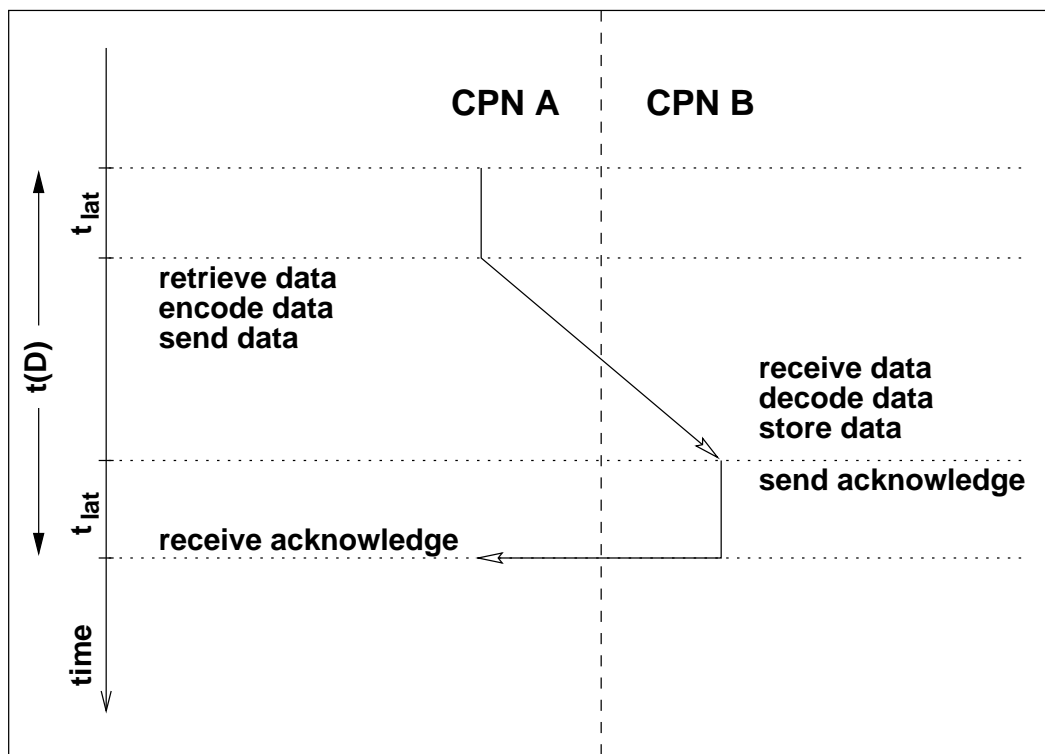 CPN A
CPN B
t lat
retrieve data
encode data
send data
t(D)
receive data
decode data
store data
send acknowledge
t lat
receive acknowledge
time